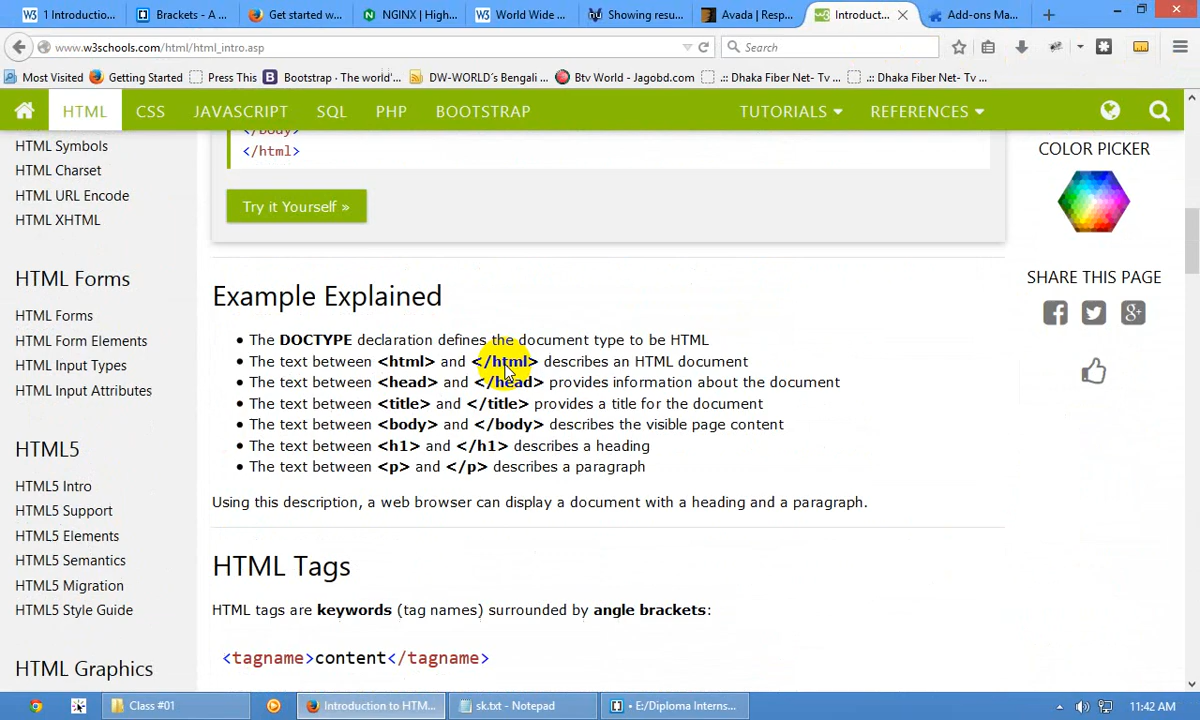 1 Introduction...
Brackets - A ...
Get started w...
NGINX | High...
World Wide ...
Showing resu...
Avada | Resp...
Introduct...
Add-ons Ma...
www.w3schools.com/html/html_intro.asp
Search
Most Visited
Getting Started
Press This
Bootstrap · The world'...
DW-WORLD´s Bengali ...
Btv World - Jagobd.com
.:: Dhaka Fiber Net- Tv ...
.:: Dhaka Fiber Net- Tv ...
HTML CSS JAVASCRIPT SQL PHP BOOTSTRAP TUTORIALS REFERENCES
HTML Symbols
HTML Charset
HTML URL Encode
HTML XHTML
HTML Forms
HTML Forms
HTML Form Elements
HTML Input Types
HTML Input Attributes
HTML5
HTML5 Intro
HTML5 Support
HTML5 Elements
HTML5 Semantics
HTML5 Migration
HTML5 Style Guide
HTML Graphics
</body>
</html>
Try it Yourself »
Example Explained
The DOCTYPE declaration defines the document type to be HTML
The text between <html> and </html> describes an HTML document
The text between <head> and </head> provides information about the document
The text between <title> and </title> provides a title for the document
The text between <body> and </body> describes the visible page content
The text between <h1> and </h1> describes a heading
The text between <p> and </p> describes a paragraph
Using this description, a web browser can display a document with a heading and a paragraph.
HTML Tags
HTML tags are keywords (tag names) surrounded by angle brackets:
<tagname>content</tagname>
COLOR PICKER
SHARE THIS PAGE
Class #01
Introduction to HTM...
sk.txt - Notepad
• E:/Diploma Interns...
11:42 AM